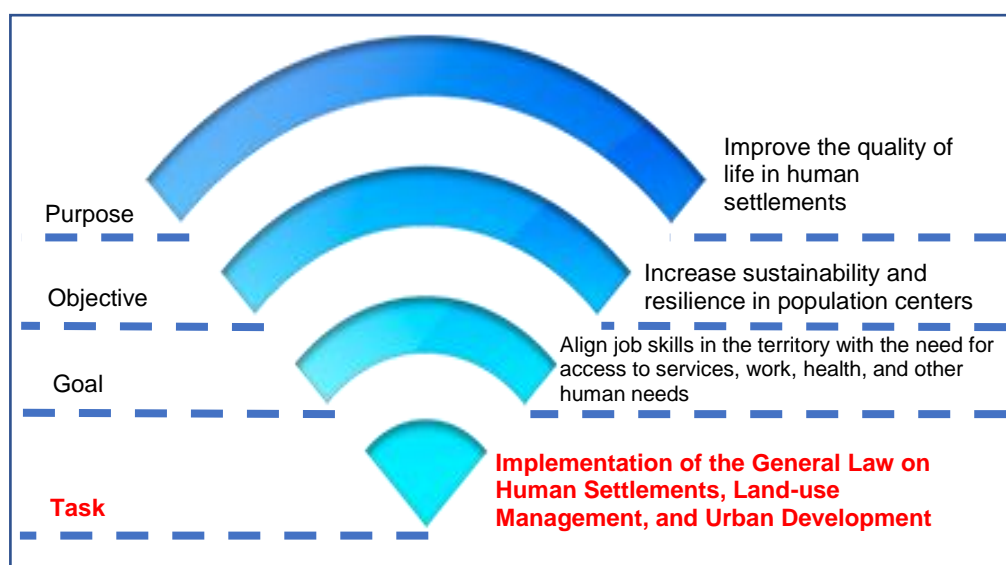 Purpose
Improve the quality of
life in human
settlements
Objective
Increase sustainability and
resilience in population centers
Goal
Align job skills in the territory with the need for
access to services, work, health, and other
human needs
Task
Implementation of the General Law on
Human Settlements, Land-use
Management, and Urban Development